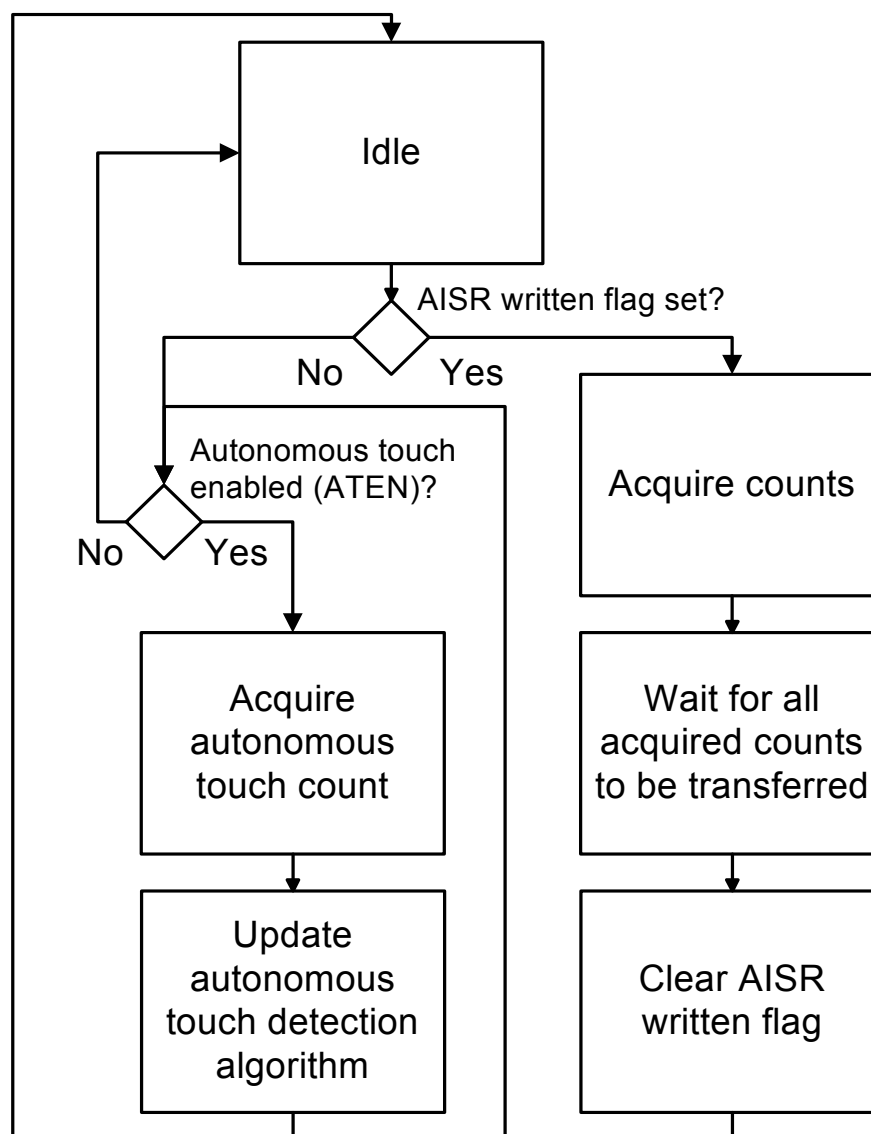 Idle
AISR written flag set?
No
Yes
Autonomous touch
enabled (ATEN)?
No
Yes
Acquire counts
Acquire
autonomous
touch count
Wait for all
acquired counts
to be transferred
Update
autonomous
touch detection
algorithm
Clear AISR
written flag